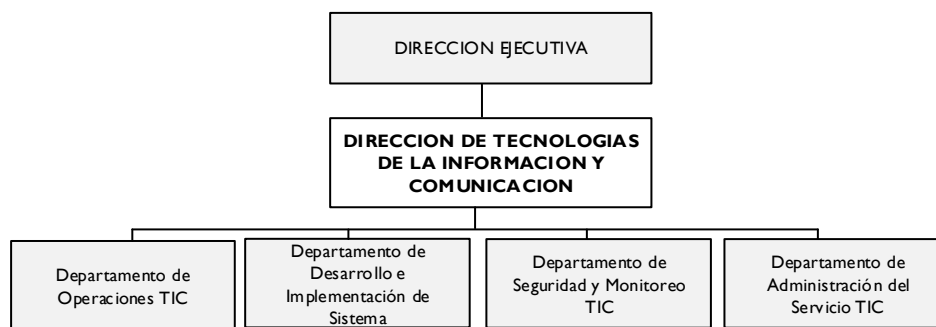 DIRECCION EJECUTIVA
DIRECCION DE TECNOLOGIAS
DE LA INFORMACION Y
COMUNICACION
Departamento de
Operaciones TIC
Departamento de
Desarrollo e
Implementación de
Sistema
Departamento de
Seguridad y Monitoreo
TIC
Departamento de
Administración del
Servicio TIC